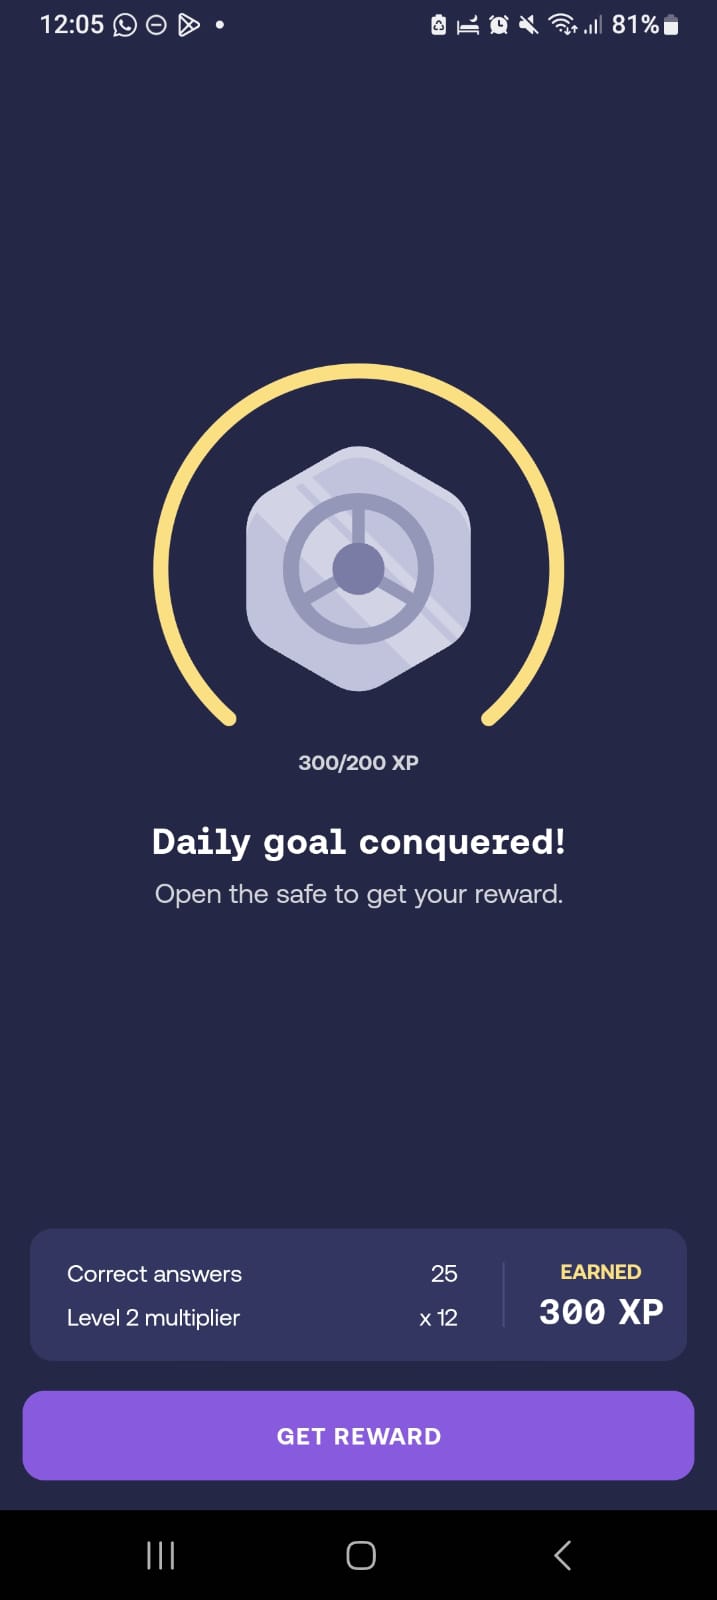 12:05 81%
300/200 XP
Daily goal conquered!
Open the safe to get your reward.
Correct answers 25
Level 2 multiplier x 12
EARNED
300 XP
GET REWARD